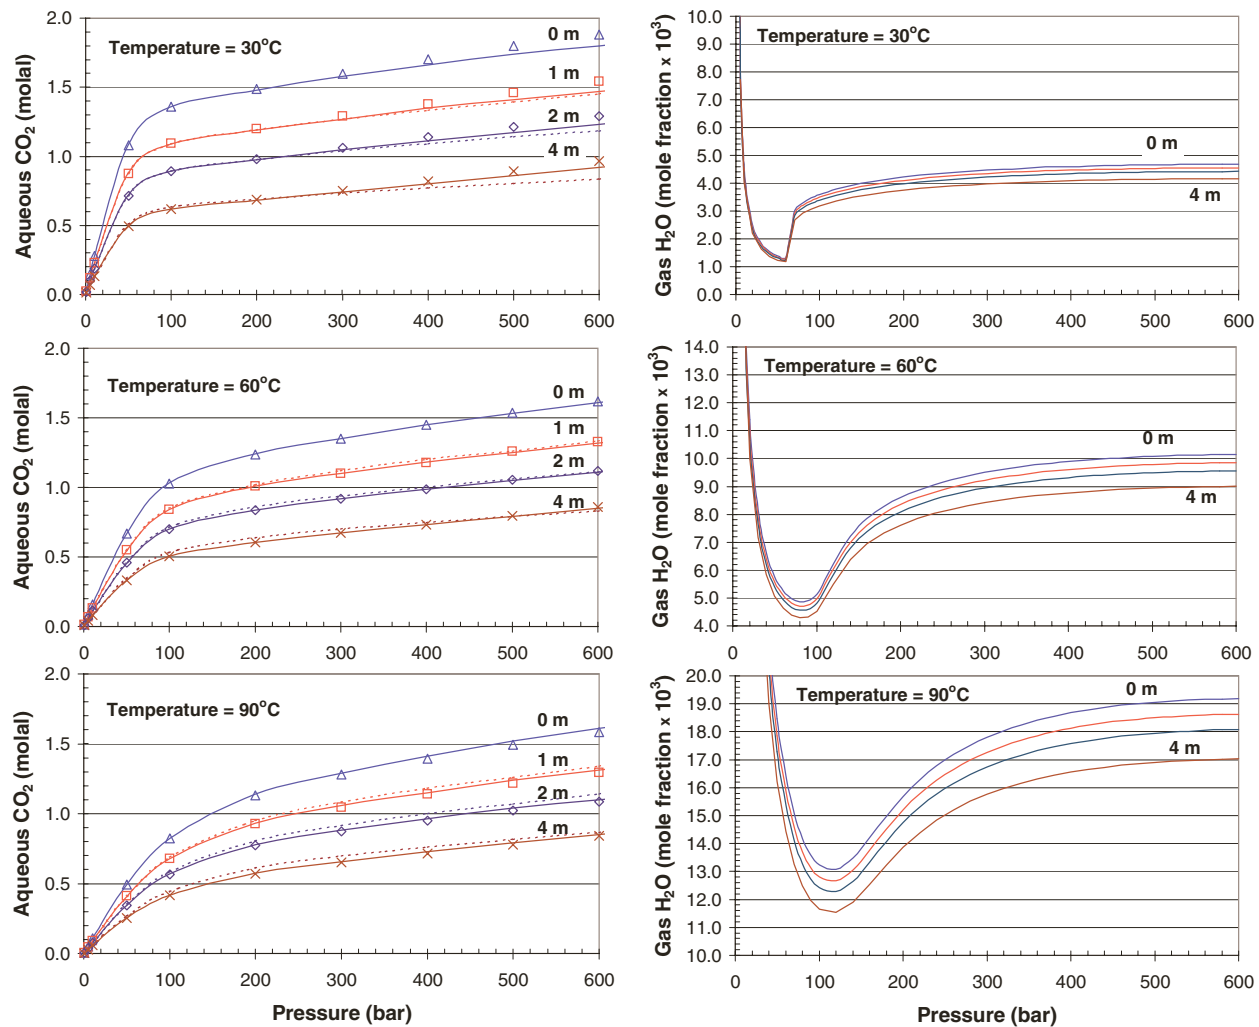 Temperature = 30°C
0 m
1 m
2 m
4 m
Aqueous CO2 (molal)
2.0
1.5
1.0
0.5
0.0
0 100 200 300 400 500 600
Temperature = 30°C
0 m
4 m
Gas H2O (mole fraction x 10³)
10.0
9.0
8.0
7.0
6.0
5.0
4.0
3.0
2.0
1.0
0.0
0 100 200 300 400 500 600
Temperature = 60°C
0 m
1 m
2 m
4 m
Aqueous CO2 (molal)
2.0
1.5
1.0
0.5
0.0
0 100 200 300 400 500 600
Temperature = 60°C
0 m
4 m
Gas H2O (mole fraction x 10³)
14.0
13.0
12.0
11.0
10.0
9.0
8.0
7.0
6.0
5.0
4.0
0 100 200 300 400 500 600
Temperature = 90°C
0 m
1 m
2 m
4 m
Aqueous CO2 (molal)
2.0
1.5
1.0
0.5
0.0
0 100 200 300 400 500 600
Pressure (bar)
Temperature = 90°C
0 m
4 m
Gas H2O (mole fraction x 10³)
20.0
19.0
18.0
17.0
16.0
15.0
14.0
13.0
12.0
11.0
10.0
0 100 200 300 400 500 600
Pressure (bar)